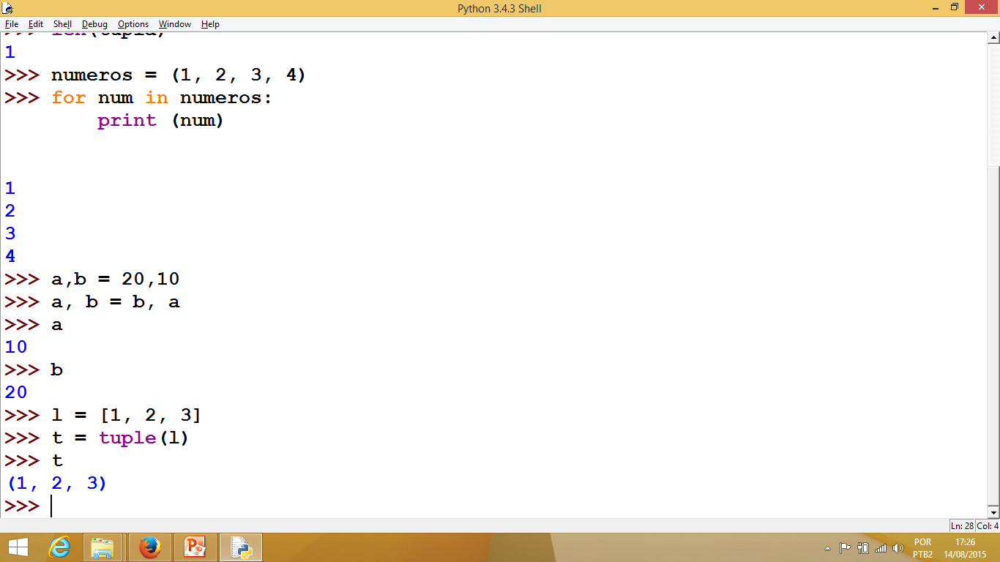 Python 3.4.3 Shell
File Edit Shell Debug Options Window Help
1
>>> numeros = (1, 2, 3, 4)
>>> for num in numeros:
        print (num)
1
2
3
4
>>> a,b = 20,10
>>> a, b = b, a
>>> a
10
>>> b
20
>>> l = [1, 2, 3]
>>> t = tuple(l)
>>> t
(1, 2, 3)
>>>
Ln: 28 Col: 4
POR 17:26
PTB2 14/08/2015